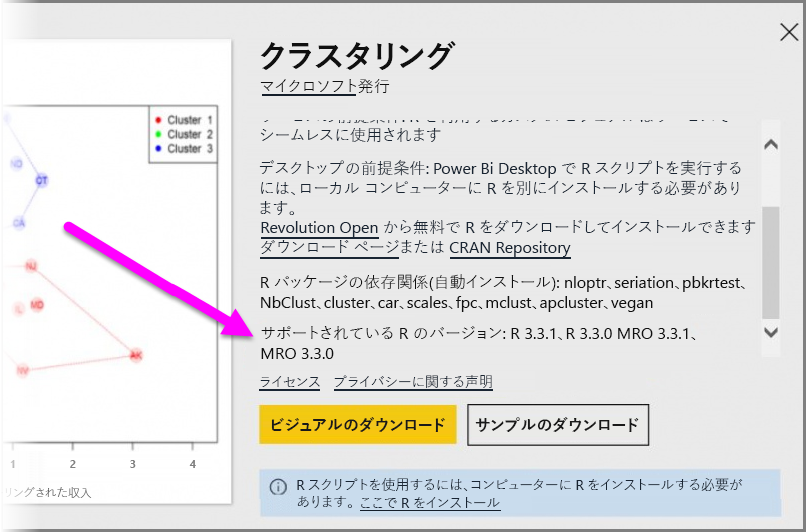 クラスタリング
マイクロソフト発行
シームレスに使用されます
デスクトップの前提条件: Power Bi Desktop で R スクリプトを実行する
には、ローカル コンピューターに R を別にインストールする必要があり
ます。
Revolution Open から無料で R をダウンロードしてインストールできます
ダウンロード ページまたは CRAN Repository
R パッケージの依存関係(自動インストール): nloptr、seriation、pbkrtest、
NbClust、cluster、car、scales、fpc、mclust、apcluster、vegan
サポートされている R のバージョン: R 3.3.1、R 3.3.0 MRO 3.3.1、
MRO 3.3.0
ライセンス プライバシーに関する声明
ビジュアルのダウンロード サンプルのダウンロード
R スクリプトを使用するには、コンピューターに R をインストールする必要が
あります。 ここで R をインストール
Cluster 1
Cluster 2
Cluster 3
ND
CT
CA
NJ
MD
AK
NV
1 2 3 4
リングされた収入